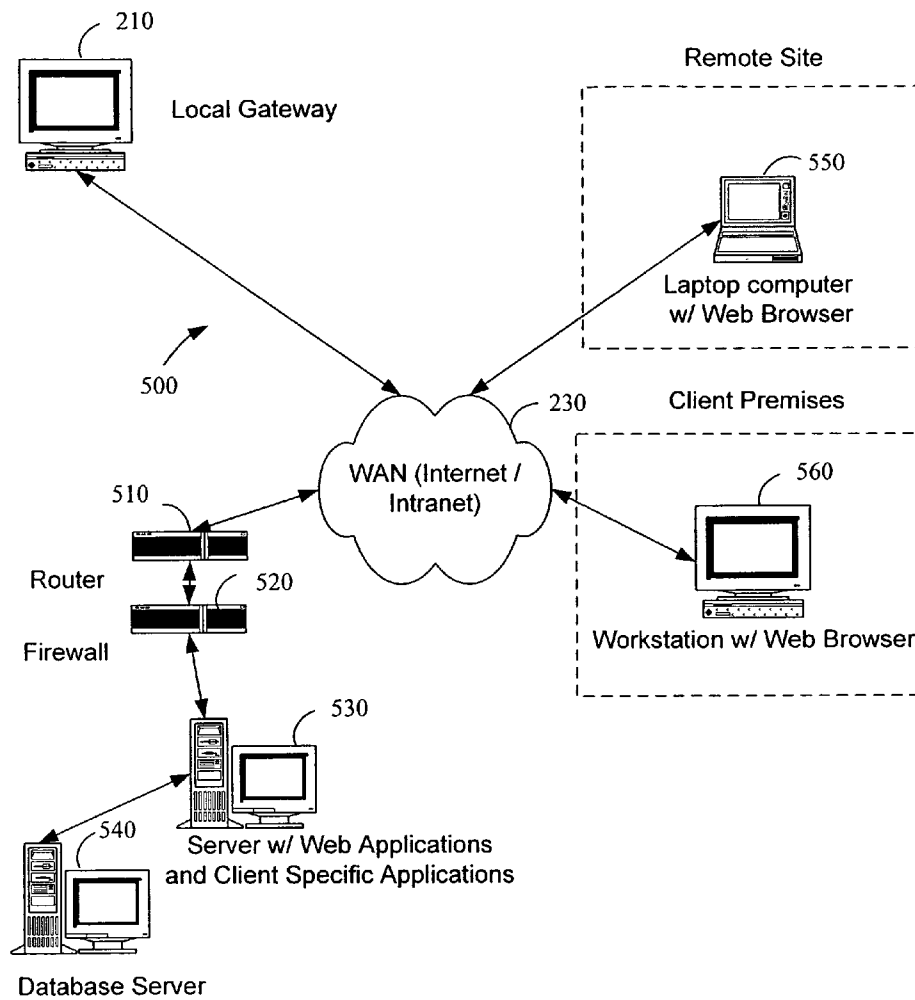 210
Local Gateway
Remote Site
550
Laptop computer
w/ Web Browser
500
230
WAN (Internet /
Intranet)
Client Premises
560
Workstation w/ Web Browser
510
Router
520
Firewall
530
Server w/ Web Applications
and Client Specific Applications
540
Database Server